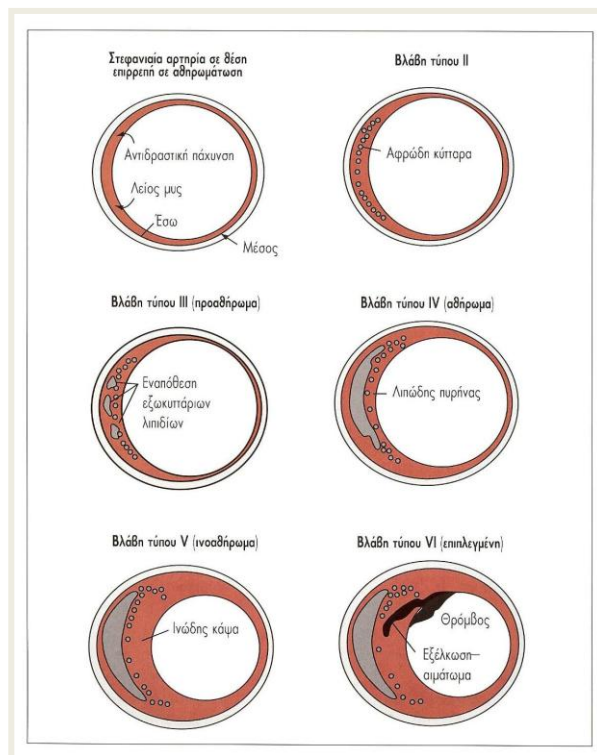 Στεφανιαία αρτηρία σε θέση
επιρρεπή σε αθηρωμάτωση
Αντιδραστική πάχυνση
Λείος μυς
Έσω
Μέσος
Βλάβη τύπου II
Αφρώδη κύτταρα
Βλάβη τύπου III (προαθήρωμα)
Εναπόθεση
εξωκυττάριων
λιπιδίων
Βλάβη τύπου IV (αθήρωμα)
Λιπώδης πυρήνας
Βλάβη τύπου V (ινοαθήρωμα)
Ινώδης κάψα
Βλάβη τύπου VI (επιπλεγμένη)
Θρόμβος
Εξέλκωση–
αιμάτωμα